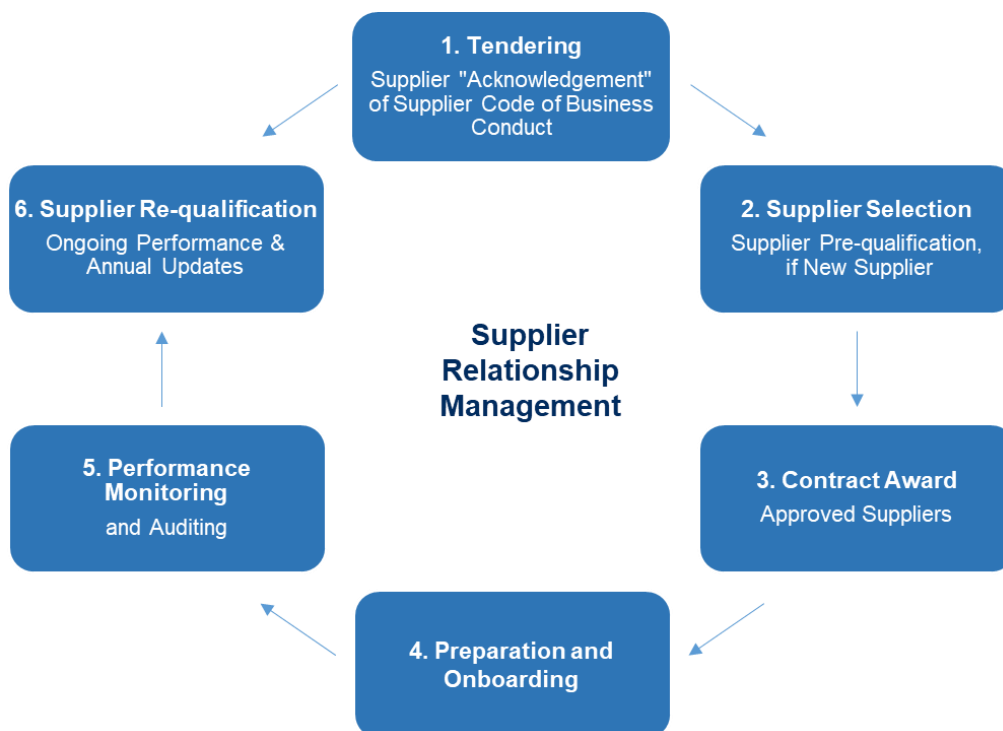 1. Tendering
Supplier "Acknowledgement"
of Supplier Code of Business
Conduct
2. Supplier Selection
Supplier Pre-qualification,
if New Supplier
3. Contract Award
Approved Suppliers
4. Preparation and
Onboarding
5. Performance
Monitoring
and Auditing
6. Supplier Re-qualification
Ongoing Performance &
Annual Updates
Supplier
Relationship
Management